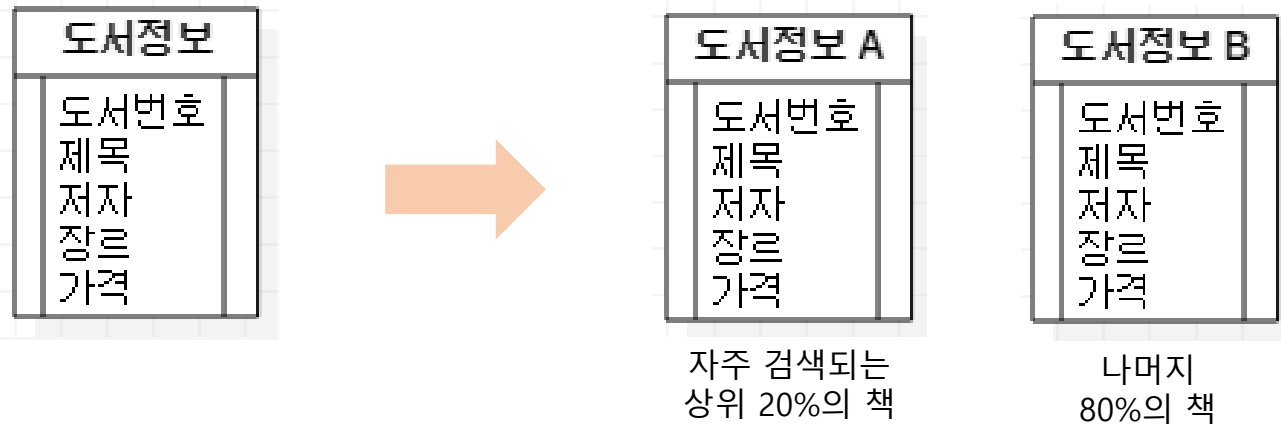 도서정보
도서번호
제목
저자
장르
가격
도서정보 A
도서번호
제목
저자
장르
가격
자주 검색되는
상위 20%의 책
도서정보 B
도서번호
제목
저자
장르
가격
나머지
80%의 책